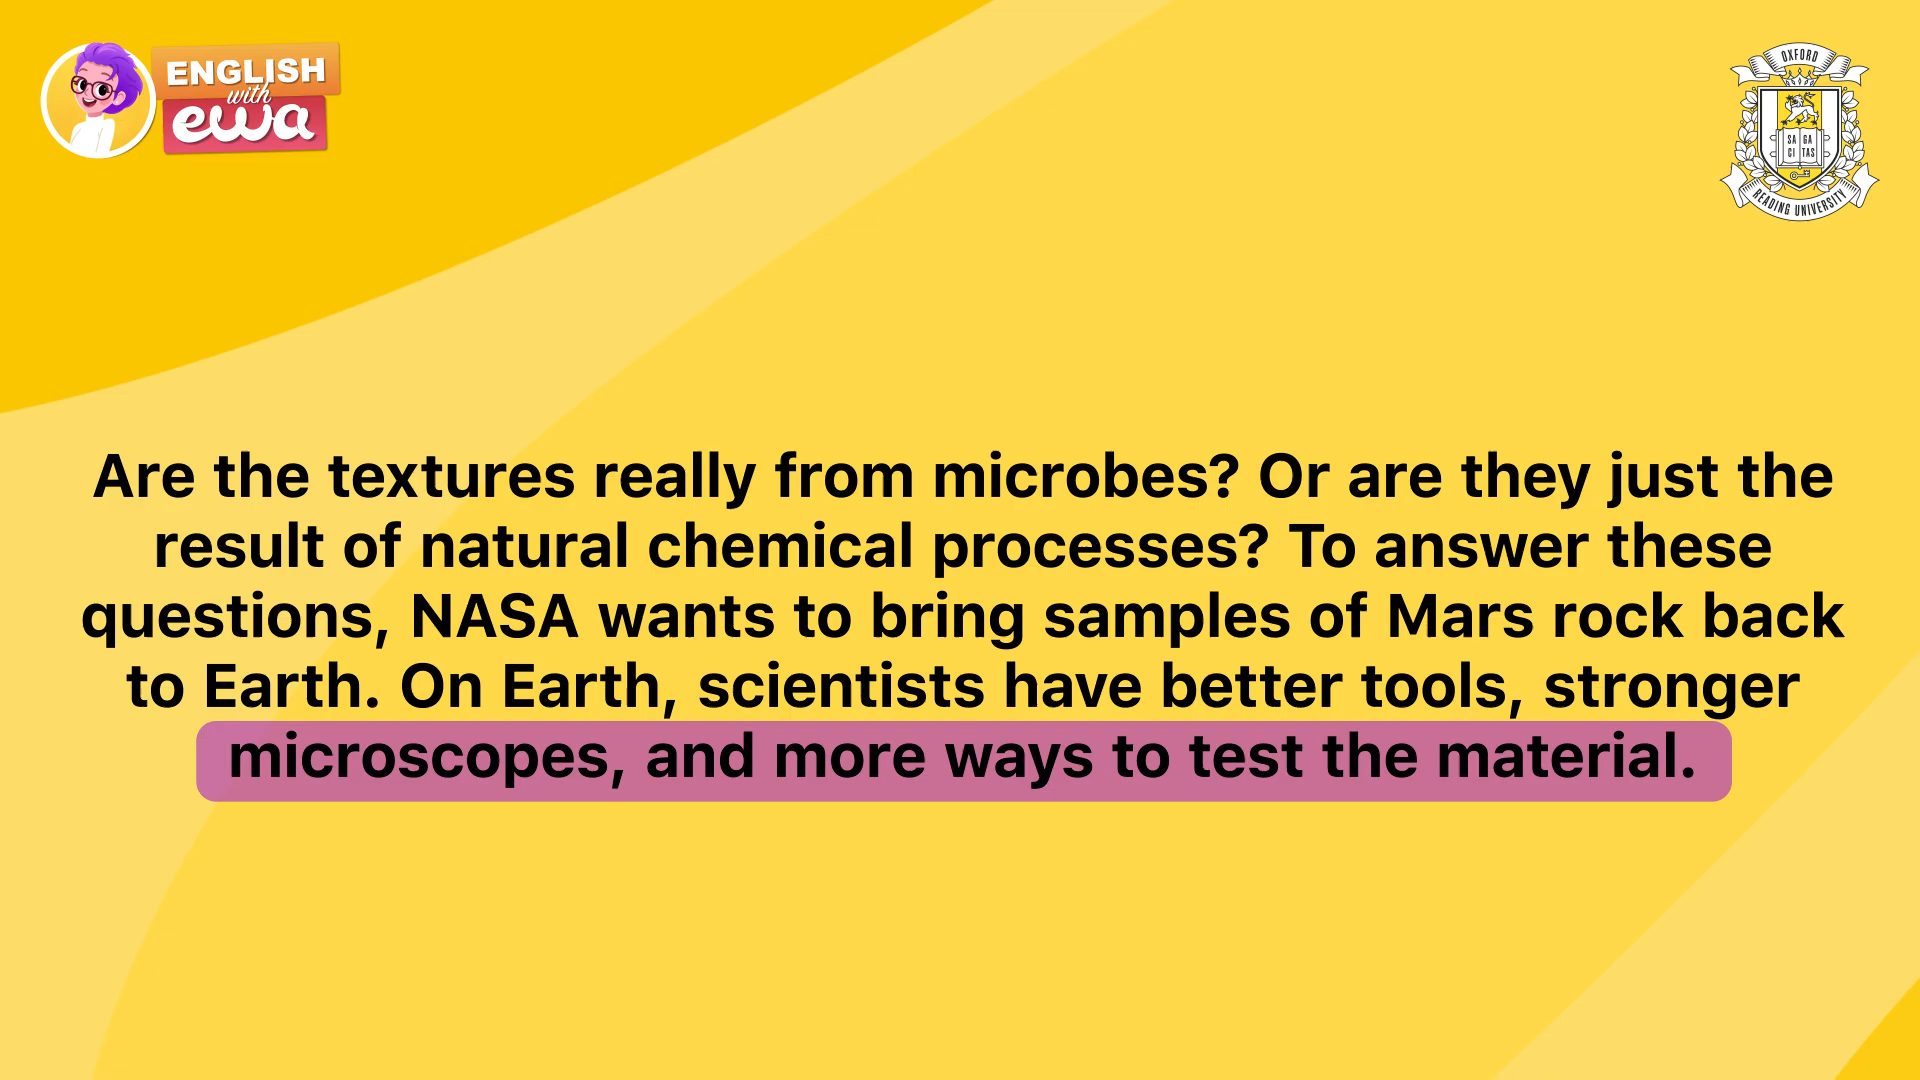 ENGLISH
with
ewa
OXFORD
SA GA
CI TAS
READING UNIVERSITY
Are the textures really from microbes? Or are they just the
result of natural chemical processes? To answer these
questions, NASA wants to bring samples of Mars rock back
to Earth. On Earth, scientists have better tools, stronger
microscopes, and more ways to test the material.